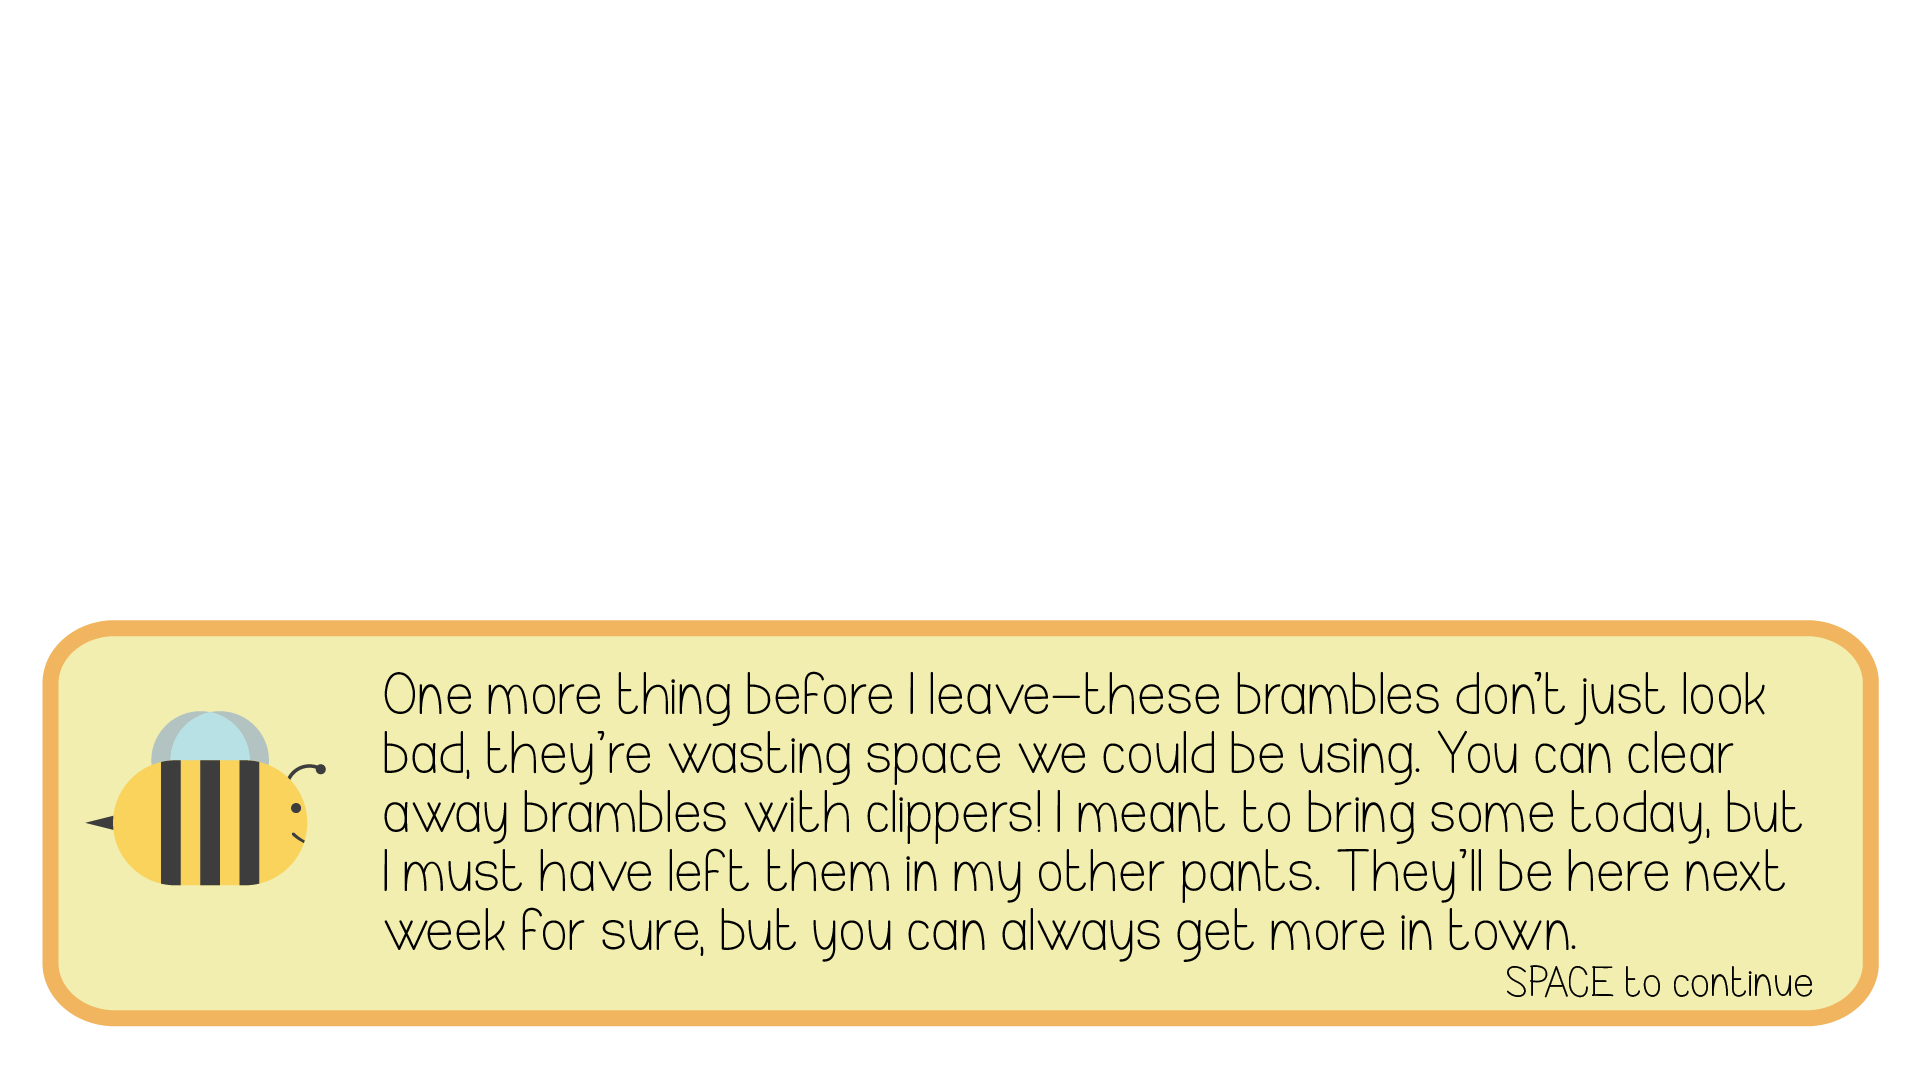 One more thing before I leave—these brambles don't just look
bad, they're wasting space we could be using. You can clear
away brambles with clippers! I meant to bring some today, but
I must have left them in my other pants. They'll be here next
week for sure, but you can always get more in town.
SPACE to continue